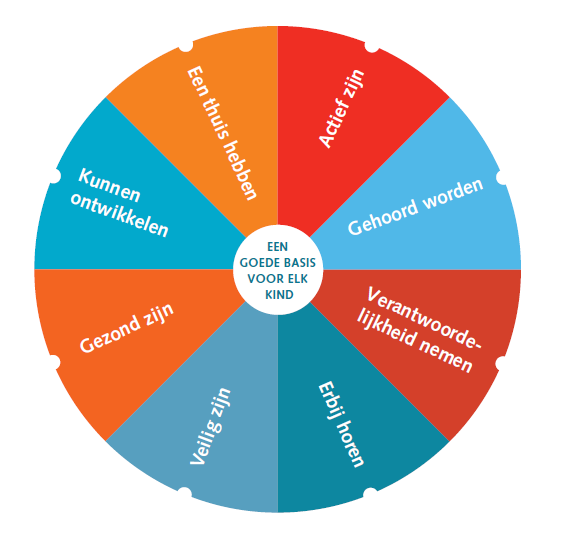 EEN
GOEDE BASIS
VOOR ELK
KIND
Actief zijn
Gehoord worden
Verantwoorde-
lijkheid nemen
Erbij horen
Veilig zijn
Gezond zijn
Kunnen
ontwikkelen
Een thuis hebben